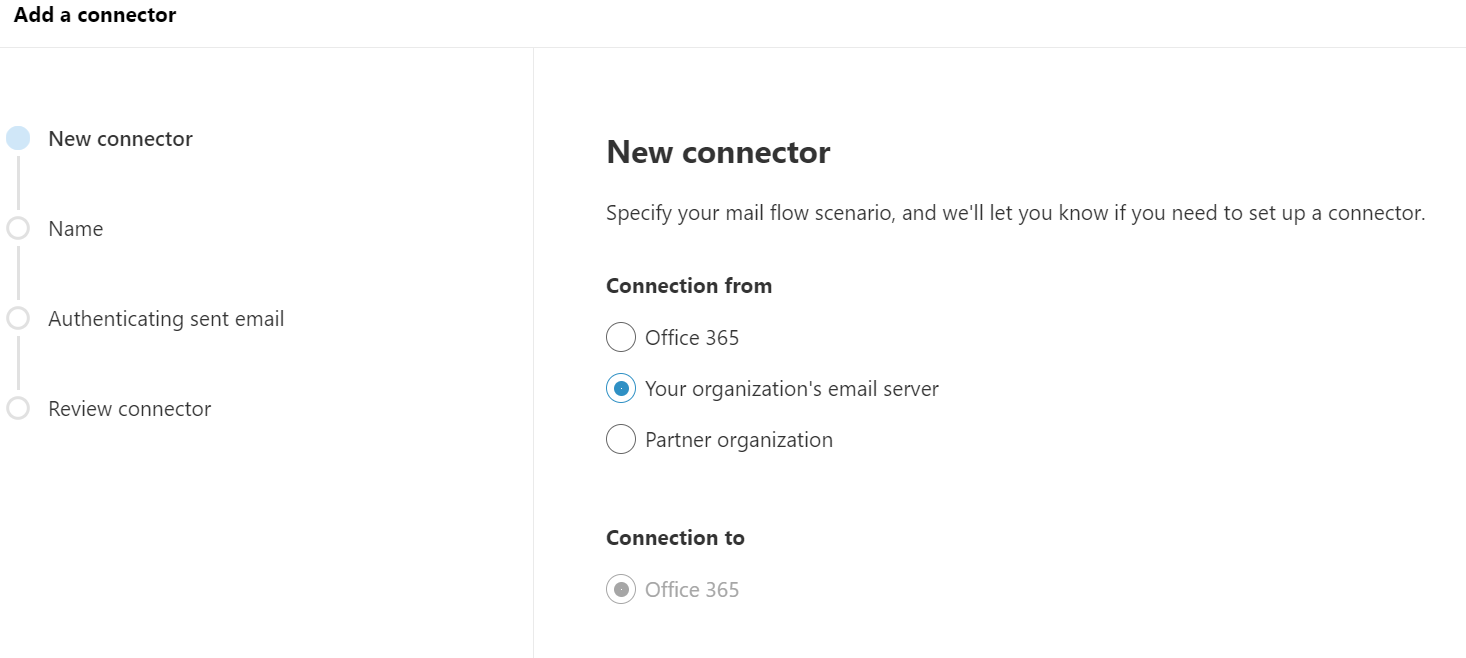 Add a connector
New connector
Name
Authenticating sent email
Review connector
New connector
Specify your mail flow scenario, and we'll let you know if you need to set up a connector.
Connection from
Office 365
Your organization's email server
Partner organization
Connection to
Office 365